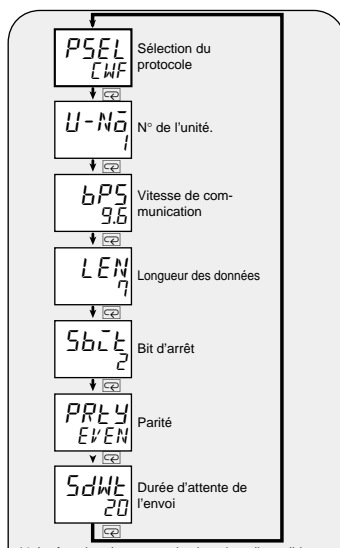 PSEL
CWF
Sélection du
protocole
U-No
1
N° de l'unité.
bPS
9.6
Vitesse de com-
munication
LEN
7
Longueur des données
Sbit
2
Bit d'arrêt
PRtY
EVEN
Parité
SdWt
20
Durée d'attente de
l'envoi